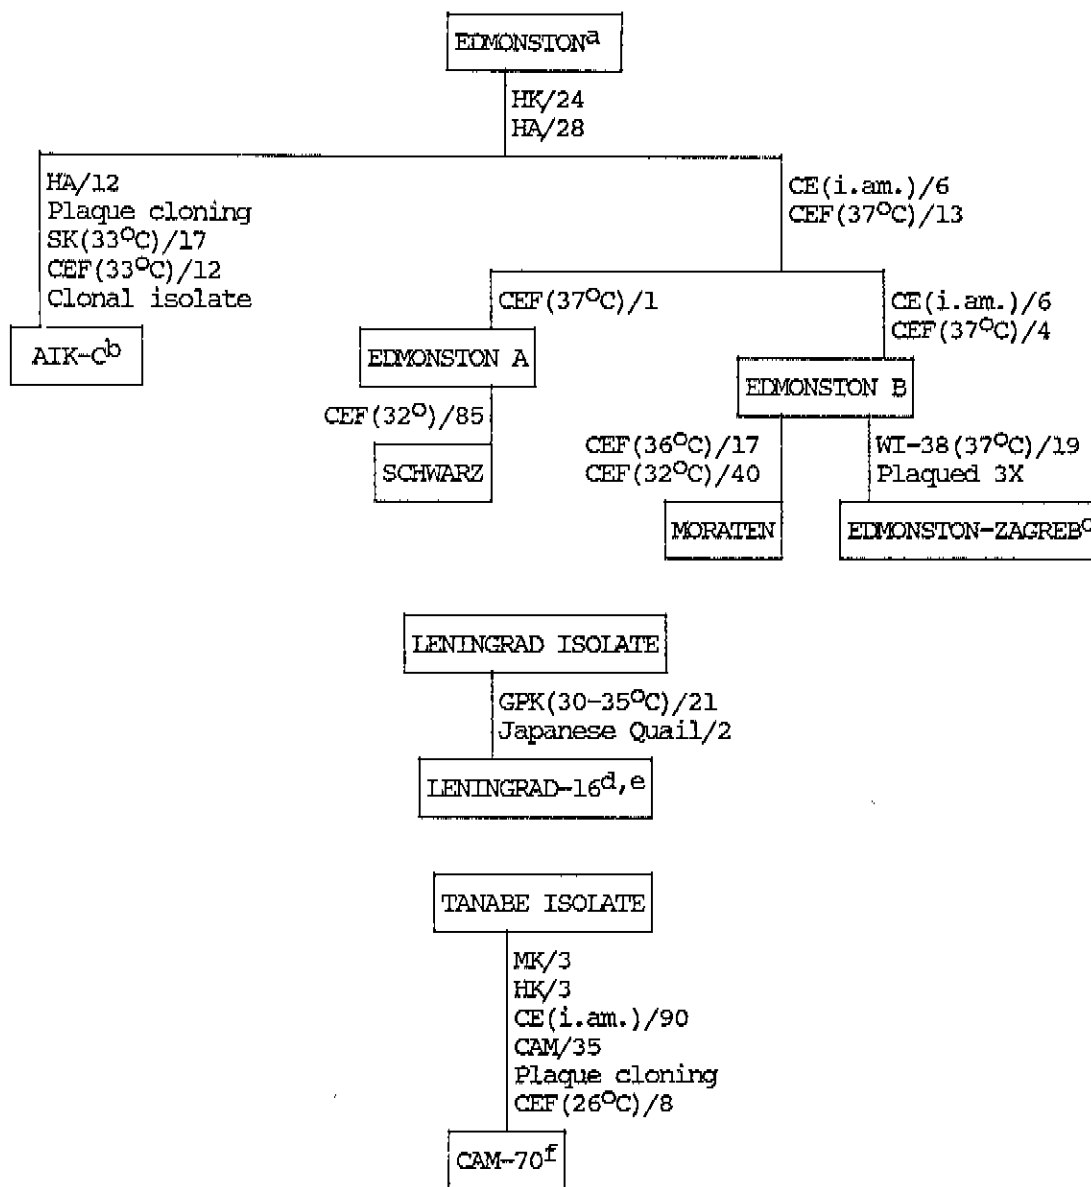 EDMONSTONa
HK/24
HA/28
HA/12
Plaque cloning
SK(33°C)/17
CEF(33°C)/12
Clonal isolate
AIK-Cb
CE(i.am.)/6
CEF(37°C)/13
CEF(37°C)/1
EDMONSTON A
CEF(32°)/85
SCHWARZ
CE(i.am.)/6
CEF(37°C)/4
EDMONSTON B
CEF(36°C)/17
CEF(32°C)/40
MORATEN
WI-38(37°C)/19
Plaqued 3X
EDMONSTON-ZAGREBc
LENINGRAD ISOLATE
GPK(30-35°C)/21
Japanese Quail/2
LENINGRAD-16d,e
TANABE ISOLATE
MK/3
HK/3
CE(i.am.)/90
CAM/35
Plaque cloning
CEF(26°C)/8
CAM-70f